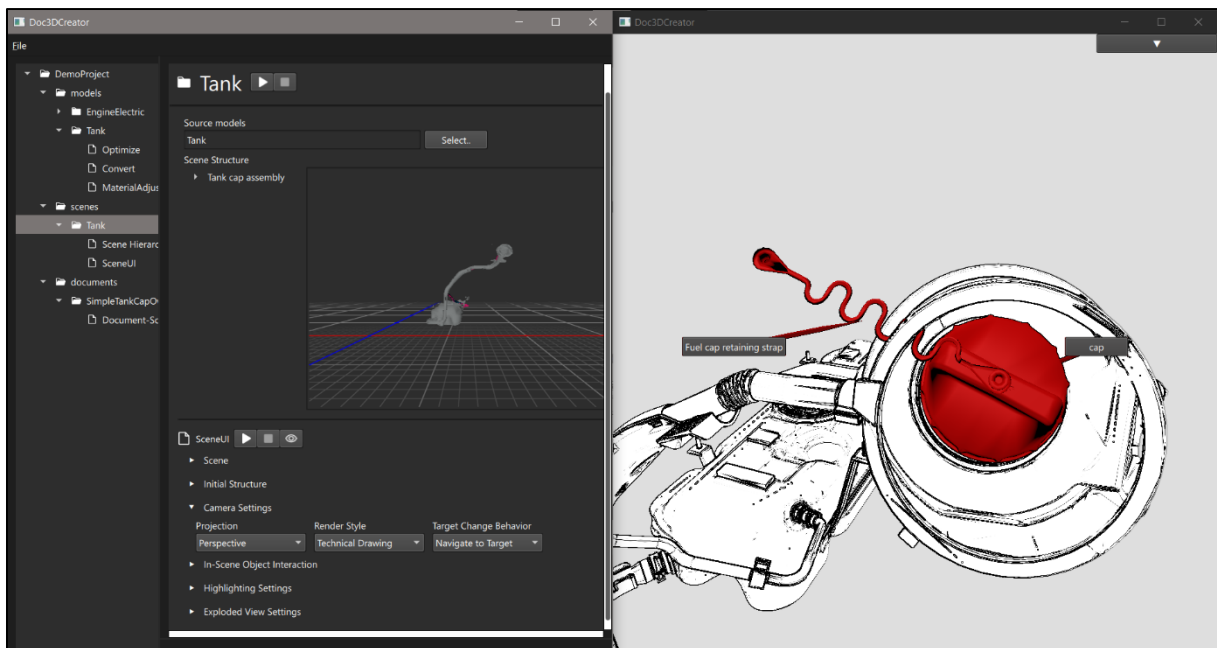 Doc3DCreator
File
DemoProject
models
EngineElectric
Tank
Optimize
Convert
MaterialAdjus
scenes
Tank
Scene Hierarc
SceneUI
documents
SimpleTankCapO
Document-Sc
Tank
Source models
Tank
Select..
Scene Structure
Tank cap assembly
SceneUI
Scene
Initial Structure
Camera Settings
Projection Render Style Target Change Behavior
Perspective Technical Drawing Navigate to Target
In-Scene Object Interaction
Highlighting Settings
Exploded View Settings
Doc3DCreator
Fuel cap retaining strap
cap